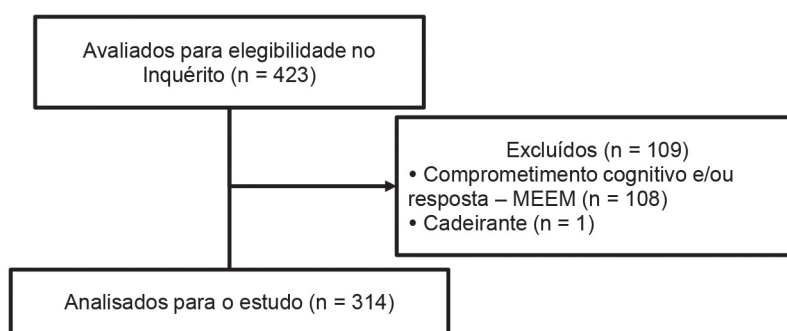 Avaliados para elegibilidade no
Inquérito (n = 423)
Excluídos (n = 109)
• Comprometimento cognitivo e/ou
resposta – MEEM (n = 108)
• Cadeirante (n = 1)
Analisados para o estudo (n = 314)